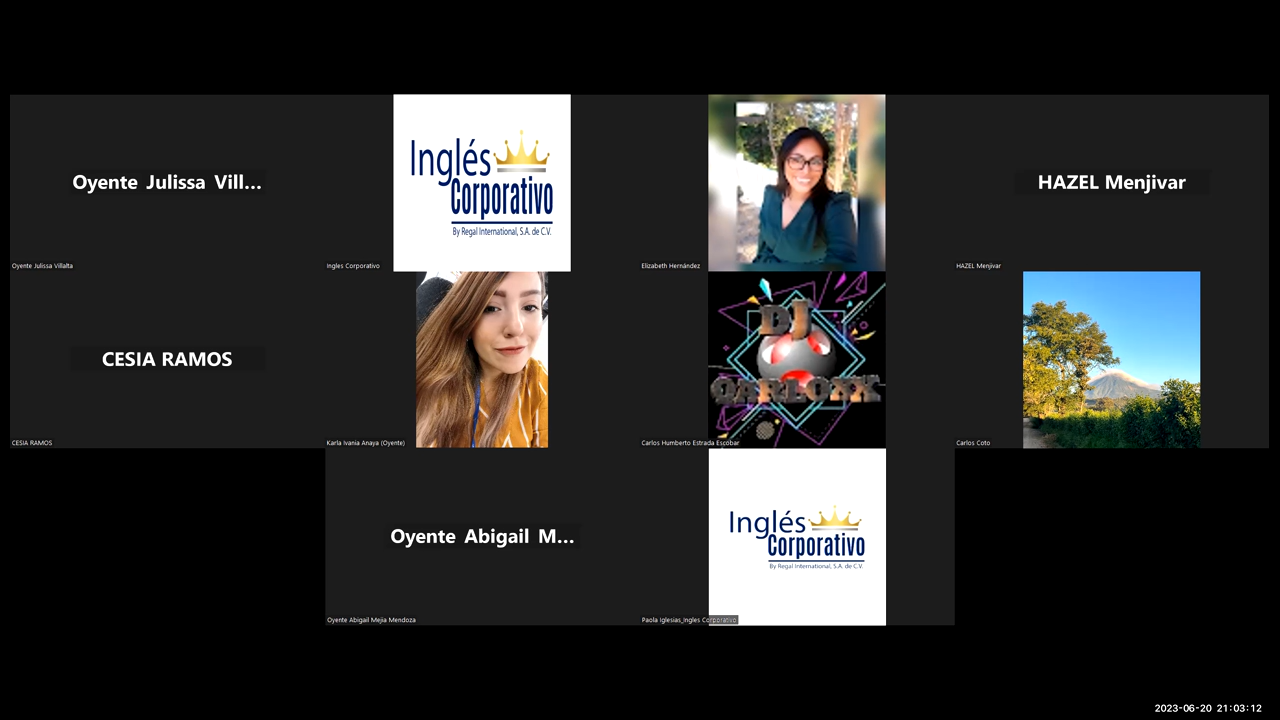 Oyente Julissa Vill...
Oyente Julissa Villalta
Inglés
Corporativo
By Regal International, S.A. de C.V.
Ingles Corporativo
Elizabeth Hernández
HAZEL Menjivar
HAZEL Menjivar
CESIA RAMOS
CESIA RAMOS
Karla Ivania Anaya (Oyente)
DJ
QARLOXX
Carlos Humberto Estrada Escobar
Carlos Coto
Oyente Abigail M...
Oyente Abigail Mejia Mendoza
Inglés
Corporativo
By Regal International, S.A. de C.V.
Paola Iglesias_Ingles Corporativo
2023-06-20 21:03:12